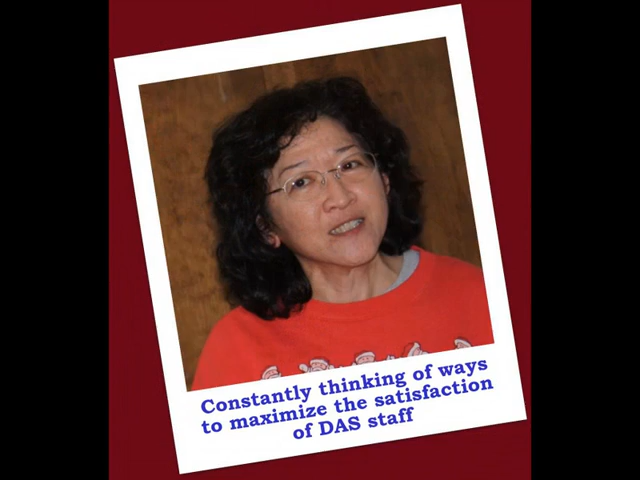 Constantly thinking of ways
to maximize the satisfaction
of DAS staff